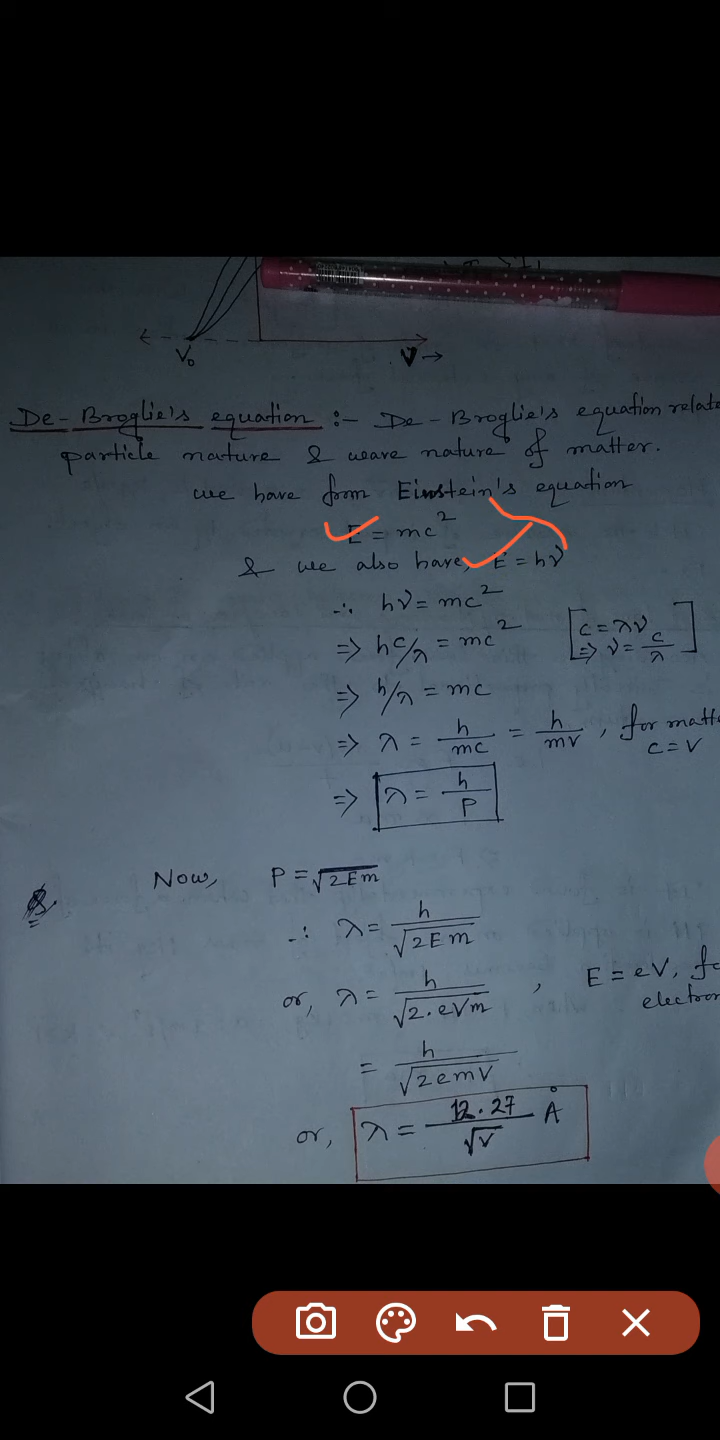 V₀ V →
De-Broglie's equation :- De-Broglie's equation relate
particle nature & wave nature of matter.
we have from Einstein's equation
E = mc²
& we also have, E = hν
∴ hν = mc²
⇒ hc/λ = mc² [c = λν
⇒ ν = c/λ]
⇒ h/λ = mc
⇒ λ = h/mc = h/mv , for matt
c = v
⇒ λ = h/P
Now, P = √2Em
∴ λ = h/√2Em
or, λ = h/√2.eVm , E = eV, fo
electron
= h/√2emV
or, λ = 12.27/√V Å